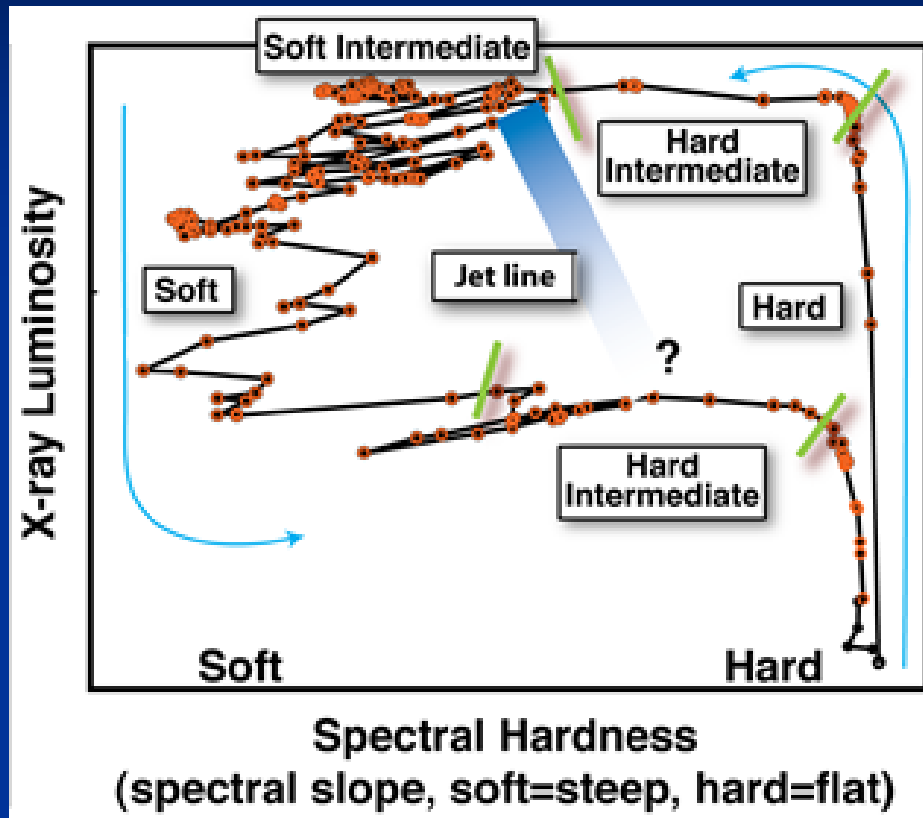 Soft Intermediate
Hard
Intermediate
X-ray Luminosity
Soft
Jet line
Hard
?
Hard
Intermediate
Soft
Hard
Spectral Hardness
(spectral slope, soft=steep, hard=flat)